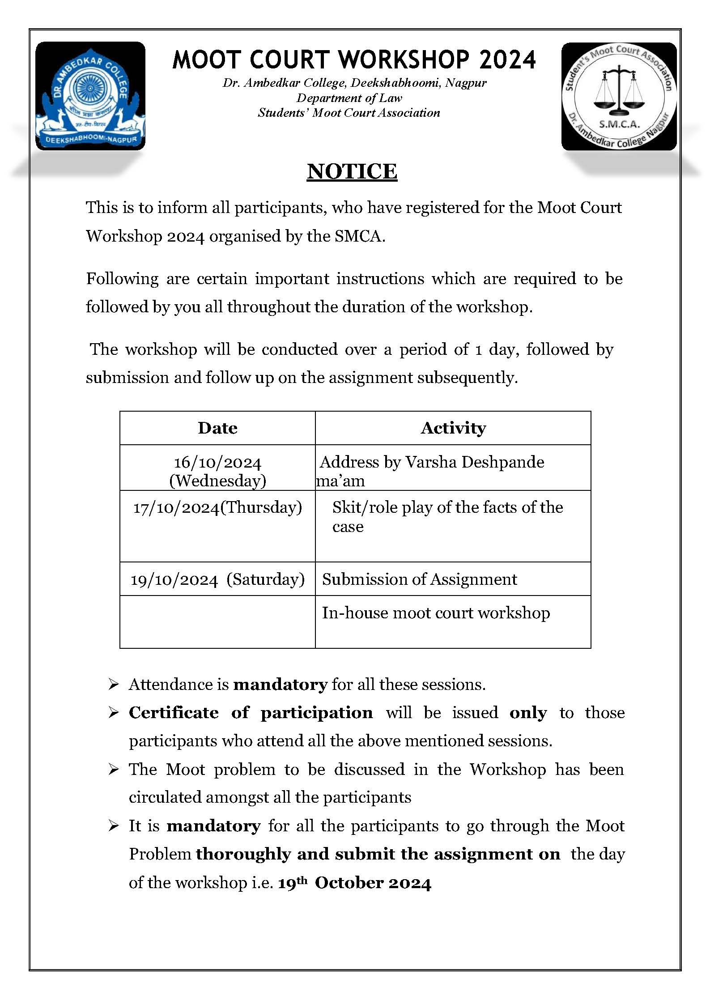 DR. AMBEDKAR COLLEGE
शील प्रज्ञा करुणा
अत्त-दीप-विहरथ
DEEKSHABHOOMI-NAGPUR
MOOT COURT WORKSHOP 2024
Dr. Ambedkar College, Deekshabhoomi, Nagpur
Department of Law
Students’ Moot Court Association
Student's Moot Court Association
S.M.C.A.
Dr. Ambedkar College Nagpur
NOTICE
This is to inform all participants, who have registered for the Moot Court
Workshop 2024 organised by the SMCA.
Following are certain important instructions which are required to be
followed by you all throughout the duration of the workshop.
The workshop will be conducted over a period of 1 day, followed by
submission and follow up on the assignment subsequently.
Date
Activity
16/10/2024
(Wednesday)
Address by Varsha Deshpande
ma’am
17/10/2024(Thursday)
Skit/role play of the facts of the
case
19/10/2024 (Saturday)
Submission of Assignment
In-house moot court workshop
➢ Attendance is mandatory for all these sessions.
➢ Certificate of participation will be issued only to those
participants who attend all the above mentioned sessions.
➢ The Moot problem to be discussed in the Workshop has been
circulated amongst all the participants
➢ It is mandatory for all the participants to go through the Moot
Problem thoroughly and submit the assignment on the day
of the workshop i.e. 19th October 2024